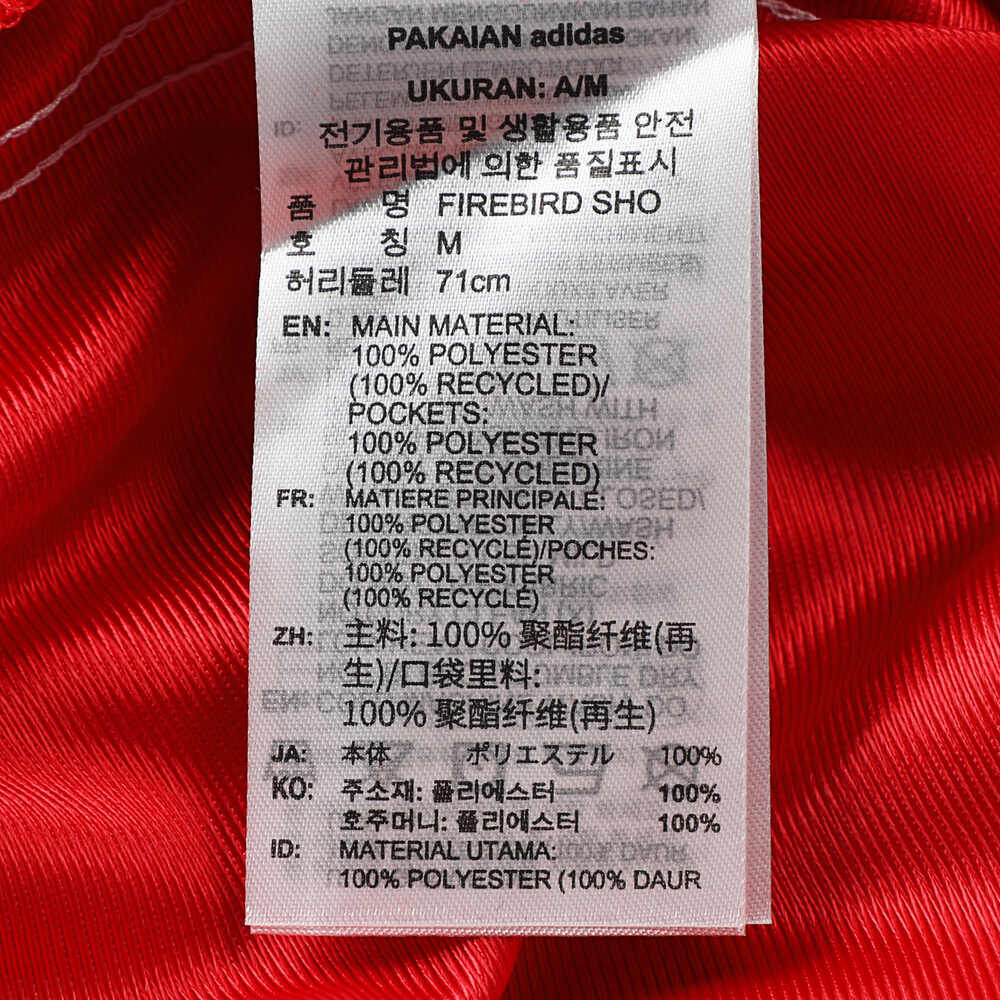 PAKAIAN adidas
UKURAN: A/M
전기용품 및 생활용품 안전
관리법에 의한 품질표시
품 명 FIREBIRD SHO
호 칭 M
허리둘레 71cm
EN: MAIN MATERIAL:
100% POLYESTER
(100% RECYCLED)/
POCKETS:
100% POLYESTER
(100% RECYCLED)
FR: MATIERE PRINCIPALE:
100% POLYESTER
(100% RECYCLÉ)/POCHES:
100% POLYESTER
(100% RECYCLÉ)
ZH: 主料: 100% 聚酯纤维(再
生)/口袋里料:
100% 聚酯纤维(再生)
JA: 本体 ポリエステル 100%
KO: 주소재: 폴리에스터 100%
호주머니: 폴리에스터 100%
ID: MATERIAL UTAMA:
100% POLYESTER (100% DAUR